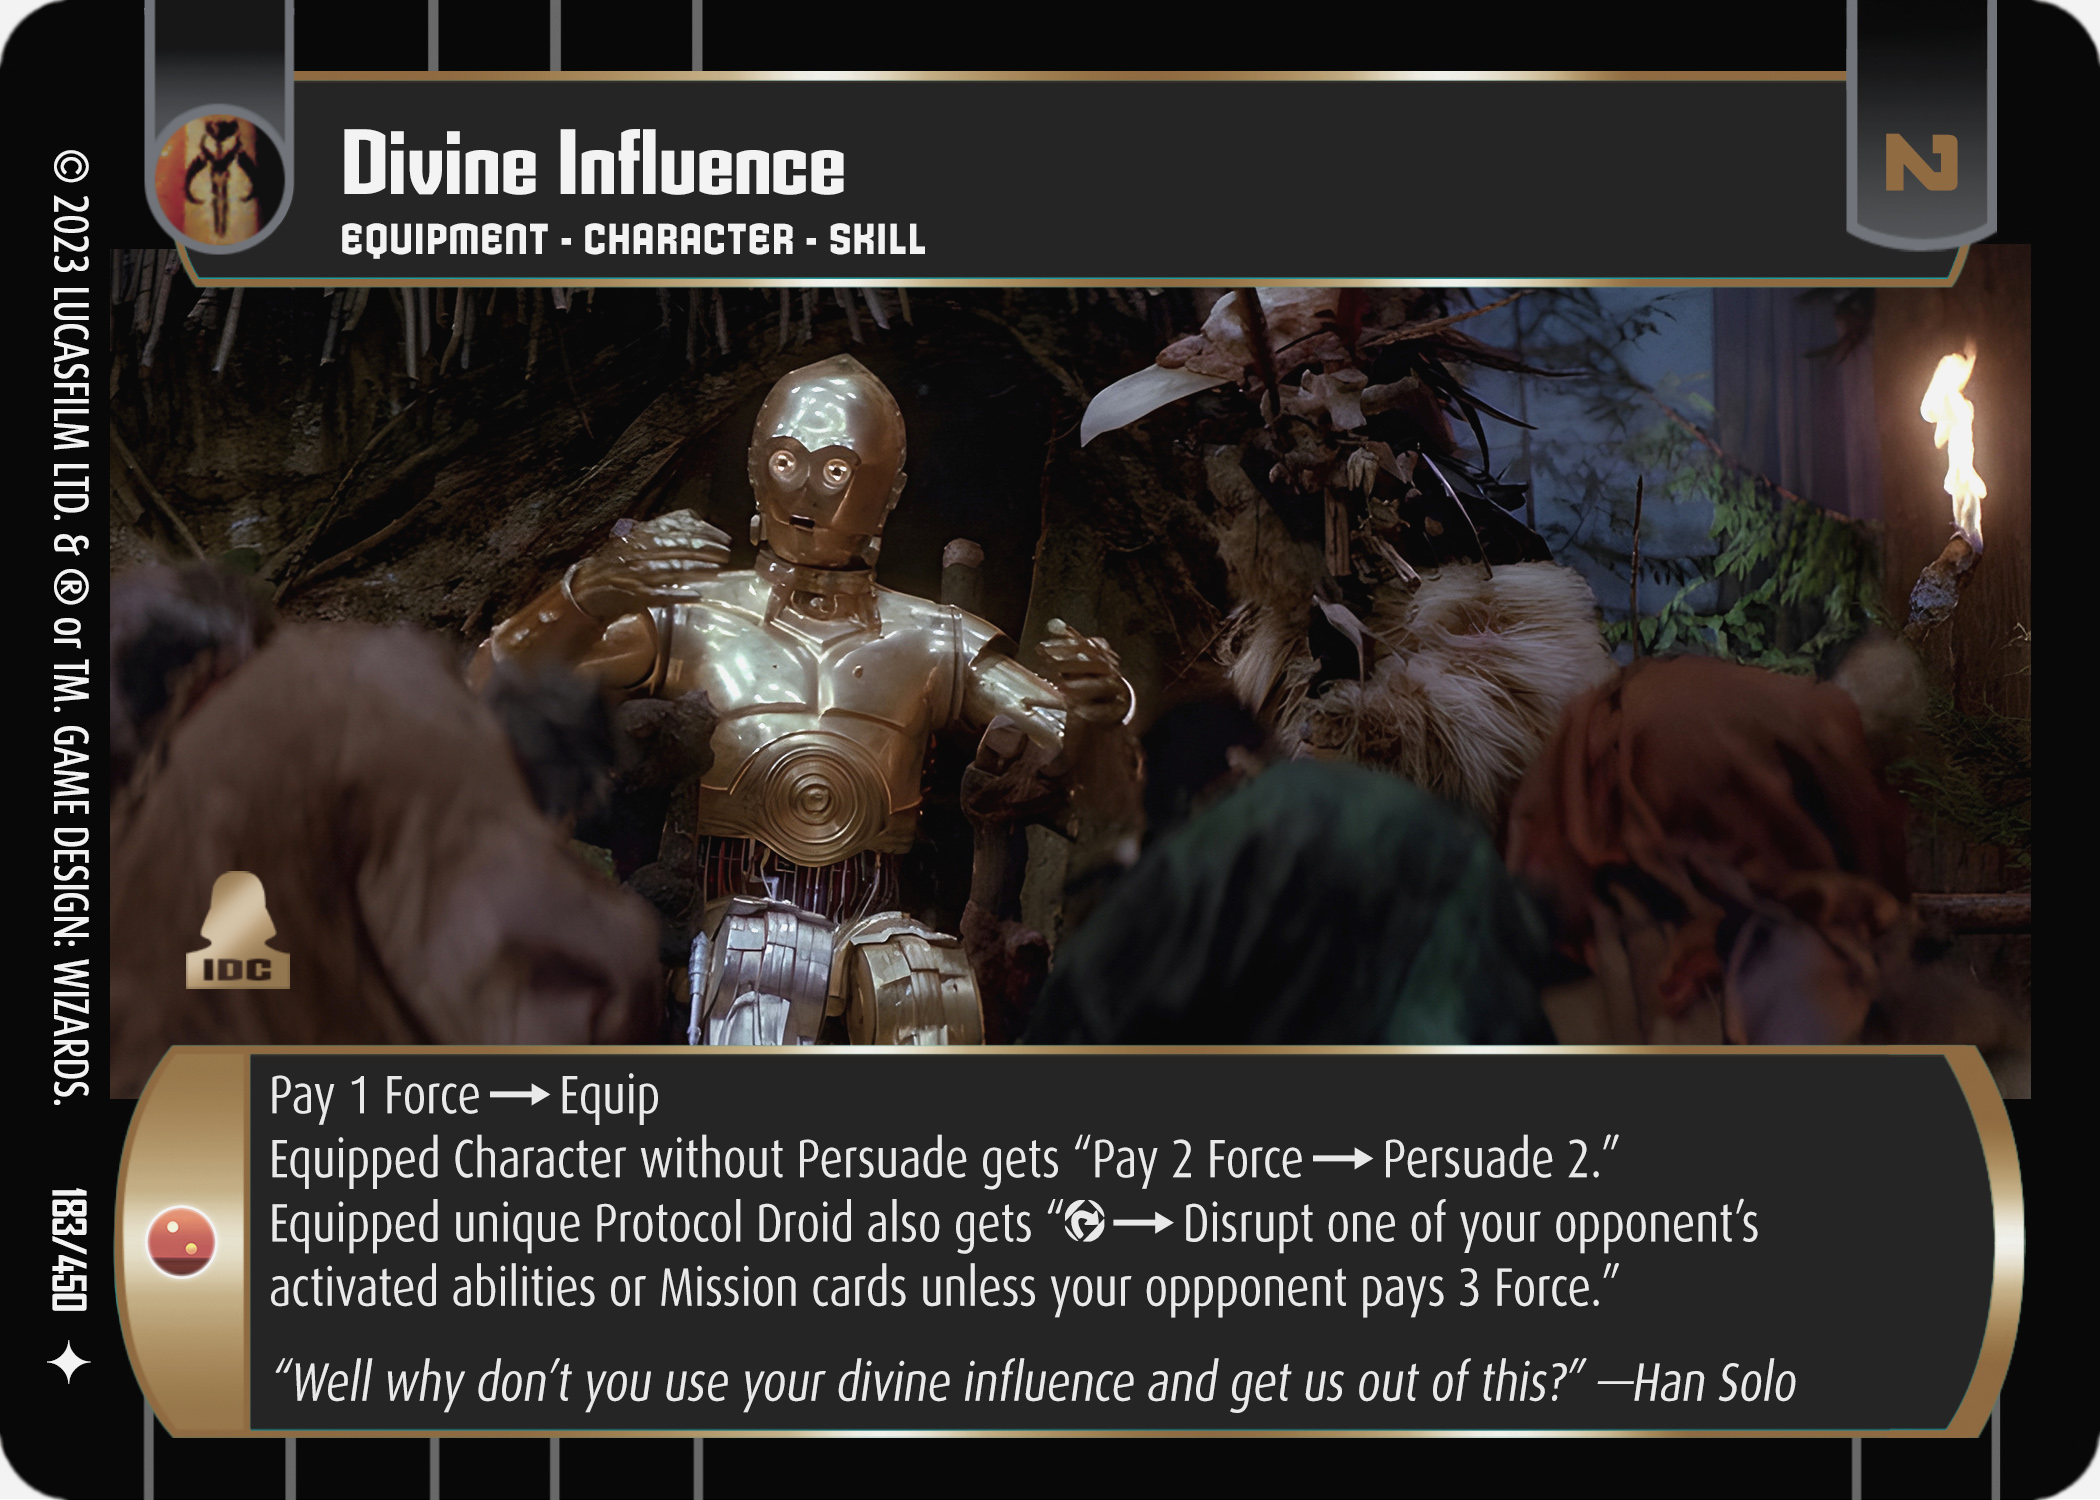 Divine Influence
2
EQUIPMENT - CHARACTER - SKILL
© 2023 LUCASFILM LTD. & ® or TM. GAME DESIGN: WIZARDS. 183/450
IDC
Pay 1 Force → Equip
Equipped Character without Persuade gets “Pay 2 Force → Persuade 2.”
Equipped unique Protocol Droid also gets “ → Disrupt one of your opponent’s
activated abilities or Mission cards unless your oppponent pays 3 Force.”
“Well why don’t you use your divine influence and get us out of this?” —Han Solo